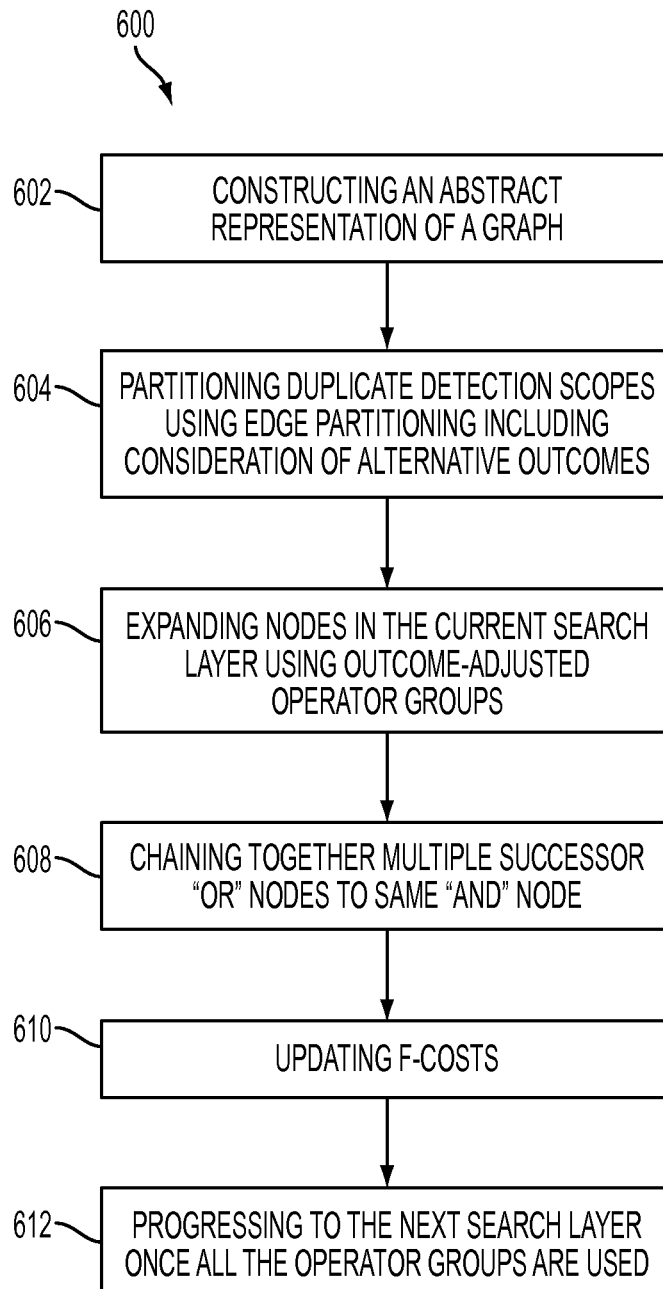 600
602
CONSTRUCTING AN ABSTRACT
REPRESENTATION OF A GRAPH
604
PARTITIONING DUPLICATE DETECTION SCOPES
USING EDGE PARTITIONING INCLUDING
CONSIDERATION OF ALTERNATIVE OUTCOMES
606
EXPANDING NODES IN THE CURRENT SEARCH
LAYER USING OUTCOME-ADJUSTED
OPERATOR GROUPS
608
CHAINING TOGETHER MULTIPLE SUCCESSOR
“OR” NODES TO SAME “AND” NODE
610
UPDATING F-COSTS
612
PROGRESSING TO THE NEXT SEARCH LAYER
ONCE ALL THE OPERATOR GROUPS ARE USED